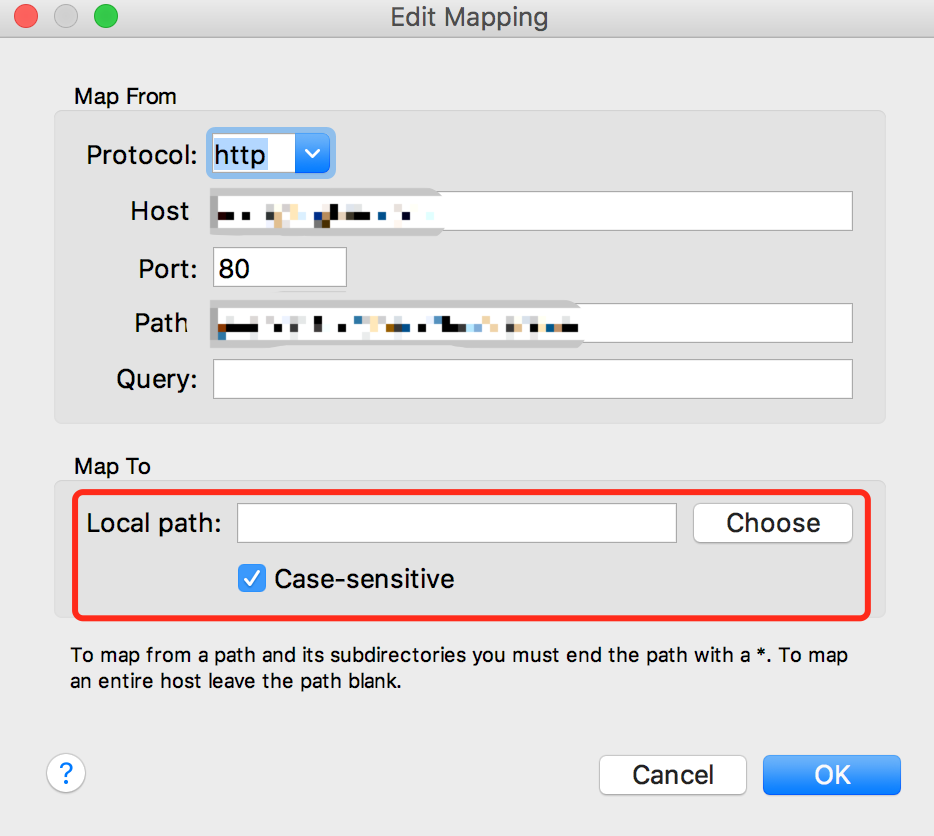 Edit Mapping
Map From
Protocol: http
Host
Port: 80
Path
Query:
Map To
Local path: Choose
Case-sensitive
To map from a path and its subdirectories you must end the path with a *. To map
an entire host leave the path blank.
? Cancel OK